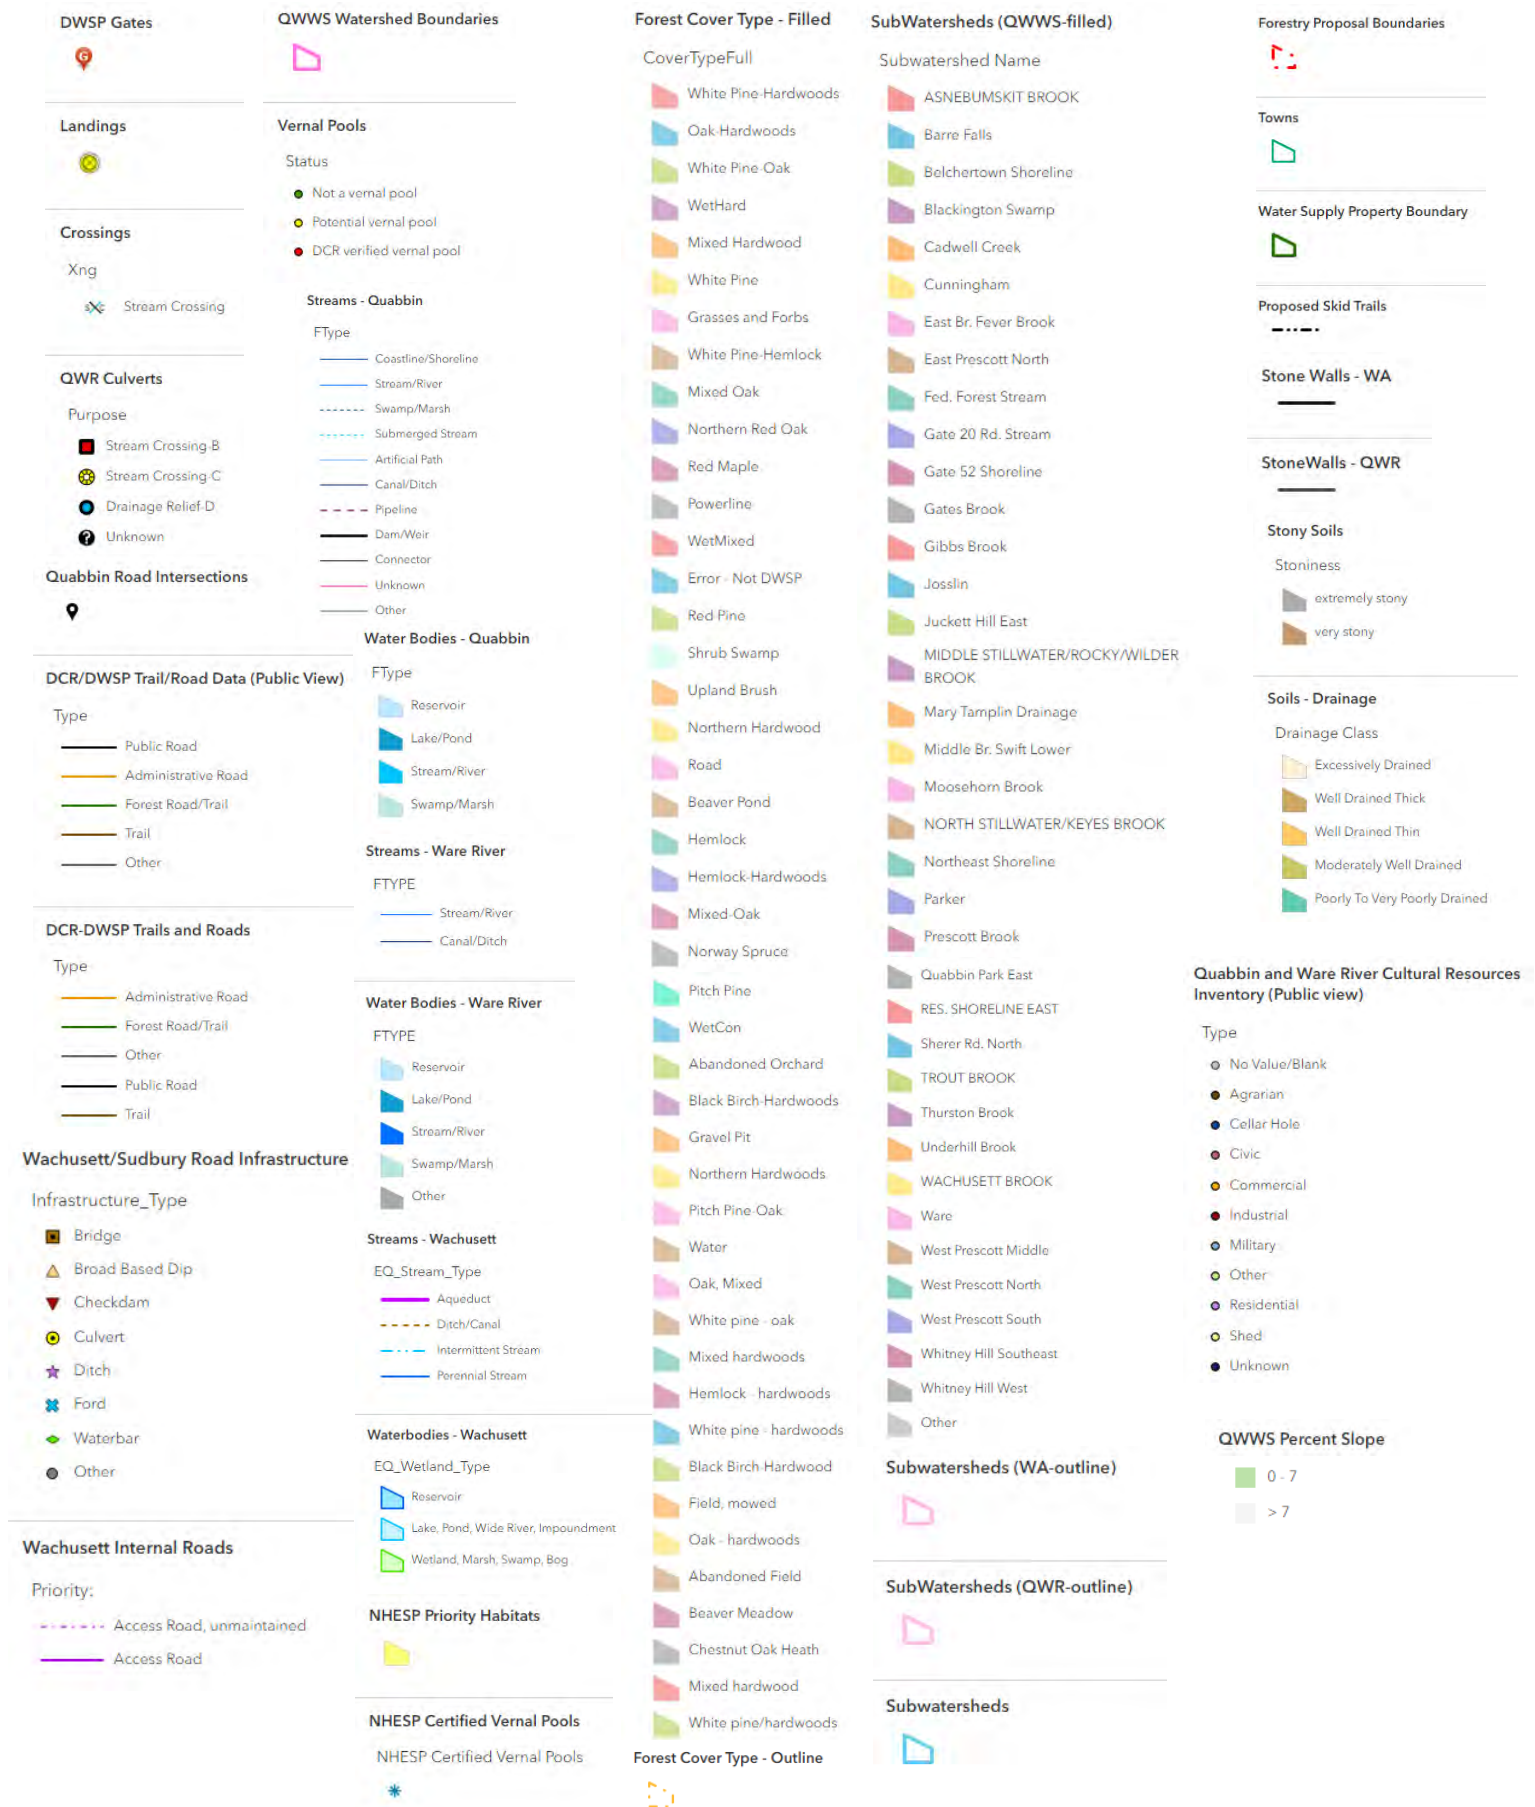 DWSP Gates
G
Landings
Crossings
Xng
Stream Crossing
QWR Culverts
Purpose
Stream Crossing-B
Stream Crossing-C
Drainage Relief-D
?
Unknown
Quabbin Road Intersections
DCR/DWSP Trail/Road Data (Public View)
Type
Public Road
Administrative Road
Forest Road/Trail
Trail
Other
DCR-DWSP Trails and Roads
Type
Administrative Road
Forest Road/Trail
Other
Public Road
Trail
Wachusett/Sudbury Road Infrastructure
Infrastructure_Type
Bridge
Broad Based Dip
Checkdam
Culvert
Ditch
Ford
Waterbar
Other
Wachusett Internal Roads
Priority:
Access Road, unmaintained
Access Road
QWWS Watershed Boundaries
Vernal Pools
Status
Not a vernal pool
Potential vernal pool
DCR verified vernal pool
Streams - Quabbin
FType
Coastline/Shoreline
Stream/River
Swamp/Marsh
Submerged Stream
Artificial Path
Canal/Ditch
Pipeline
Dam/Weir
Connector
Unknown
Other
Water Bodies - Quabbin
FType
Reservoir
Lake/Pond
Stream/River
Swamp/Marsh
Streams - Ware River
FTYPE
Stream/River
Canal/Ditch
Water Bodies - Ware River
FTYPE
Reservoir
Lake/Pond
Stream/River
Swamp/Marsh
Other
Streams - Wachusett
EQ_Stream_Type
Aqueduct
Ditch/Canal
Intermittent Stream
Perennial Stream
Waterbodies - Wachusett
EQ_Wetland_Type
Reservoir
Lake, Pond, Wide River, Impoundment
Wetland, Marsh, Swamp, Bog
NHESP Priority Habitats
NHESP Certified Vernal Pools
NHESP Certified Vernal Pools
Forest Cover Type - Filled
CoverTypeFull
White Pine-Hardwoods
Oak-Hardwoods
White Pine-Oak
WetHard
Mixed Hardwood
White Pine
Grasses and Forbs
White Pine-Hemlock
Mixed Oak
Northern Red Oak
Red Maple
Powerline
WetMixed
Error - Not DWSP
Red Pine
Shrub Swamp
Upland Brush
Northern Hardwood
Road
Beaver Pond
Hemlock
Hemlock-Hardwoods
Mixed-Oak
Norway Spruce
Pitch Pine
WetCon
Abandoned Orchard
Black Birch-Hardwoods
Gravel Pit
Northern Hardwoods
Pitch Pine-Oak
Water
Oak, Mixed
White pine - oak
Mixed hardwoods
Hemlock - hardwoods
White pine - hardwoods
Black Birch-Hardwood
Field, mowed
Oak - hardwoods
Abandoned Field
Beaver Meadow
Chestnut Oak Heath
Mixed hardwood
White pine/hardwoods
Forest Cover Type - Outline
SubWatersheds (QWWS-filled)
Subwatershed Name
ASNEBUMSKIT BROOK
Barre Falls
Belchertown Shoreline
Blackington Swamp
Cadwell Creek
Cunningham
East Br. Fever Brook
East Prescott North
Fed. Forest Stream
Gate 20 Rd. Stream
Gate 52 Shoreline
Gates Brook
Gibbs Brook
Josslin
Juckett Hill East
MIDDLE STILLWATER/ROCKY/WILDER
BROOK
Mary Tamplin Drainage
Middle Br. Swift Lower
Moosehorn Brook
NORTH STILLWATER/KEYES BROOK
Northeast Shoreline
Parker
Prescott Brook
Quabbin Park East
RES. SHORELINE EAST
Sherer Rd. North
TROUT BROOK
Thurston Brook
Underhill Brook
WACHUSETT BROOK
Ware
West Prescott Middle
West Prescott North
West Prescott South
Whitney Hill Southeast
Whitney Hill West
Other
Subwatersheds (WA-outline)
SubWatersheds (QWR-outline)
Subwatersheds
Forestry Proposal Boundaries
Towns
Water Supply Property Boundary
Proposed Skid Trails
Stone Walls - WA
StoneWalls - QWR
Stony Soils
Stoniness
extremely stony
very stony
Soils - Drainage
Drainage Class
Excessively Drained
Well Drained Thick
Well Drained Thin
Moderately Well Drained
Poorly To Very Poorly Drained
Quabbin and Ware River Cultural Resources
Inventory (Public view)
Type
No Value/Blank
Agrarian
Cellar Hole
Civic
Commercial
Industrial
Military
Other
Residential
Shed
Unknown
QWWS Percent Slope
0 - 7
> 7